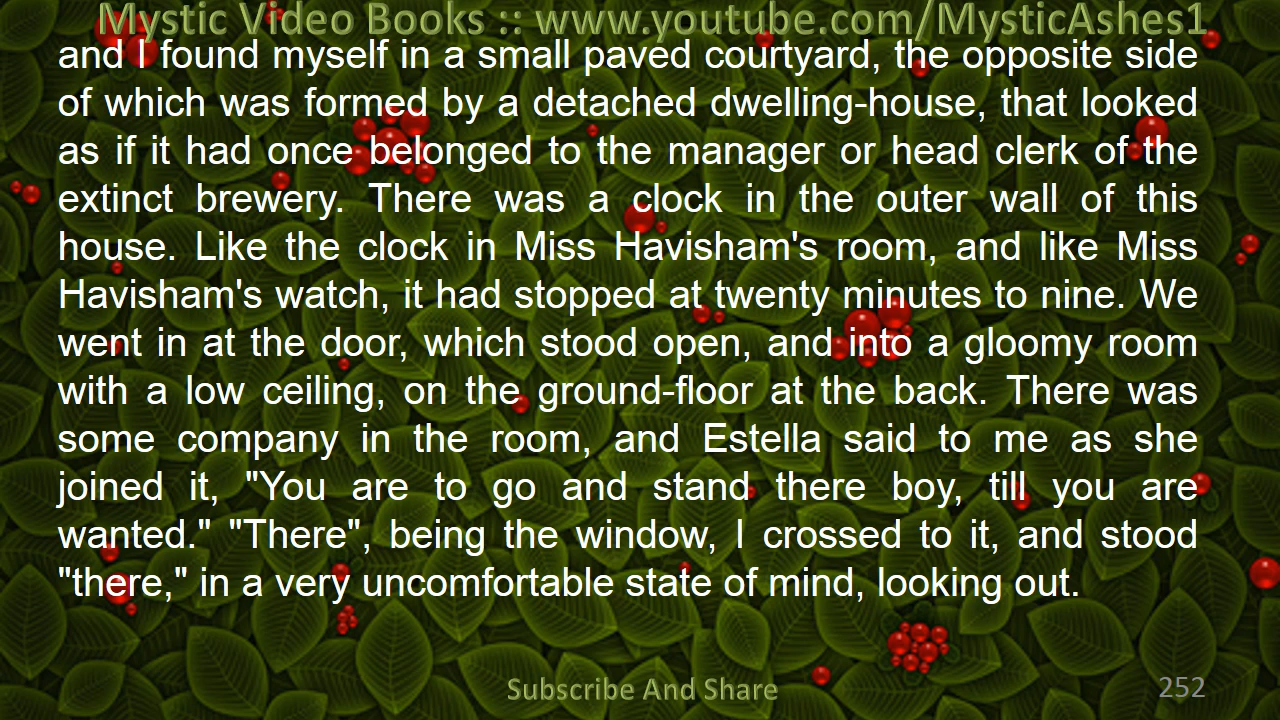 Mystic Video Books :: www.youtube.com/MysticAshes1
and I found myself in a small paved courtyard, the opposite side
of which was formed by a detached dwelling-house, that looked
as if it had once belonged to the manager or head clerk of the
extinct brewery. There was a clock in the outer wall of this
house. Like the clock in Miss Havisham's room, and like Miss
Havisham's watch, it had stopped at twenty minutes to nine. We
went in at the door, which stood open, and into a gloomy room
with a low ceiling, on the ground-floor at the back. There was
some company in the room, and Estella said to me as she
joined it, "You are to go and stand there boy, till you are
wanted." "There", being the window, I crossed to it, and stood
"there," in a very uncomfortable state of mind, looking out.
Subscribe And Share
252